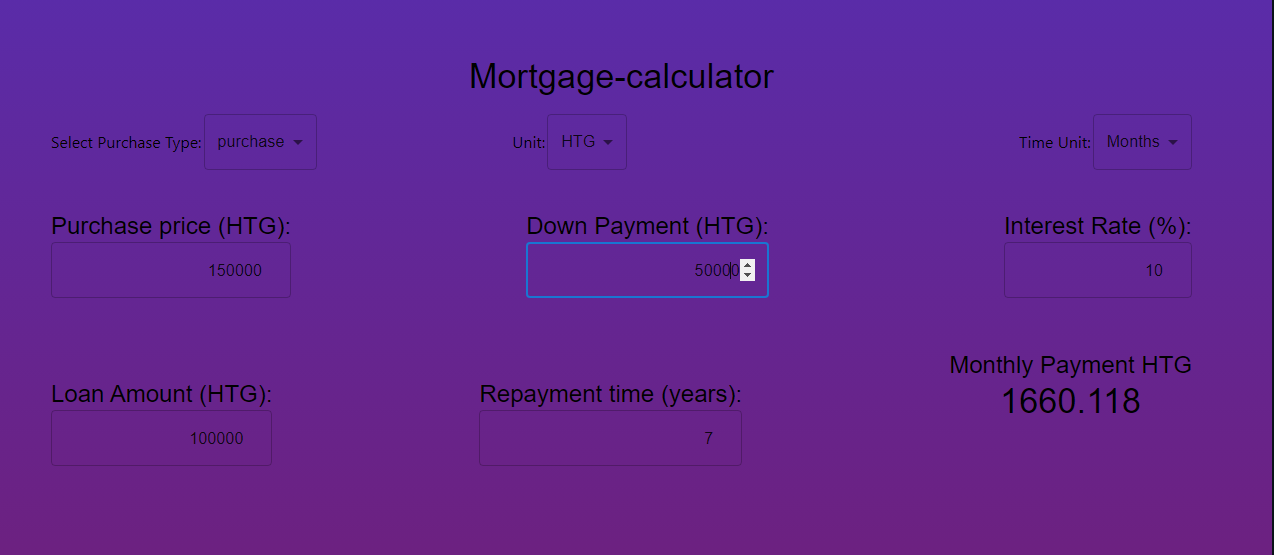 Mortgage-calculator
Select Purchase Type: purchase
Unit: HTG
Time Unit: Months
Purchase price (HTG):
150000
Down Payment (HTG):
50000
Interest Rate (%):
10
Loan Amount (HTG):
100000
Repayment time (years):
7
Monthly Payment HTG
1660.118